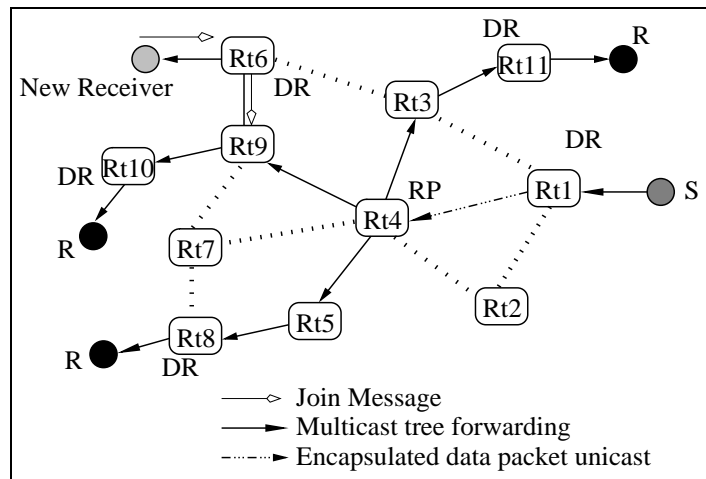 DR
R
Rt6
Rt11
New Receiver
DR
Rt3
Rt9
DR
Rt10
DR
RP
Rt1
S
Rt4
R
Rt7
Rt2
Rt5
R
Rt8
DR
Join Message
Multicast tree forwarding
Encapsulated data packet unicast